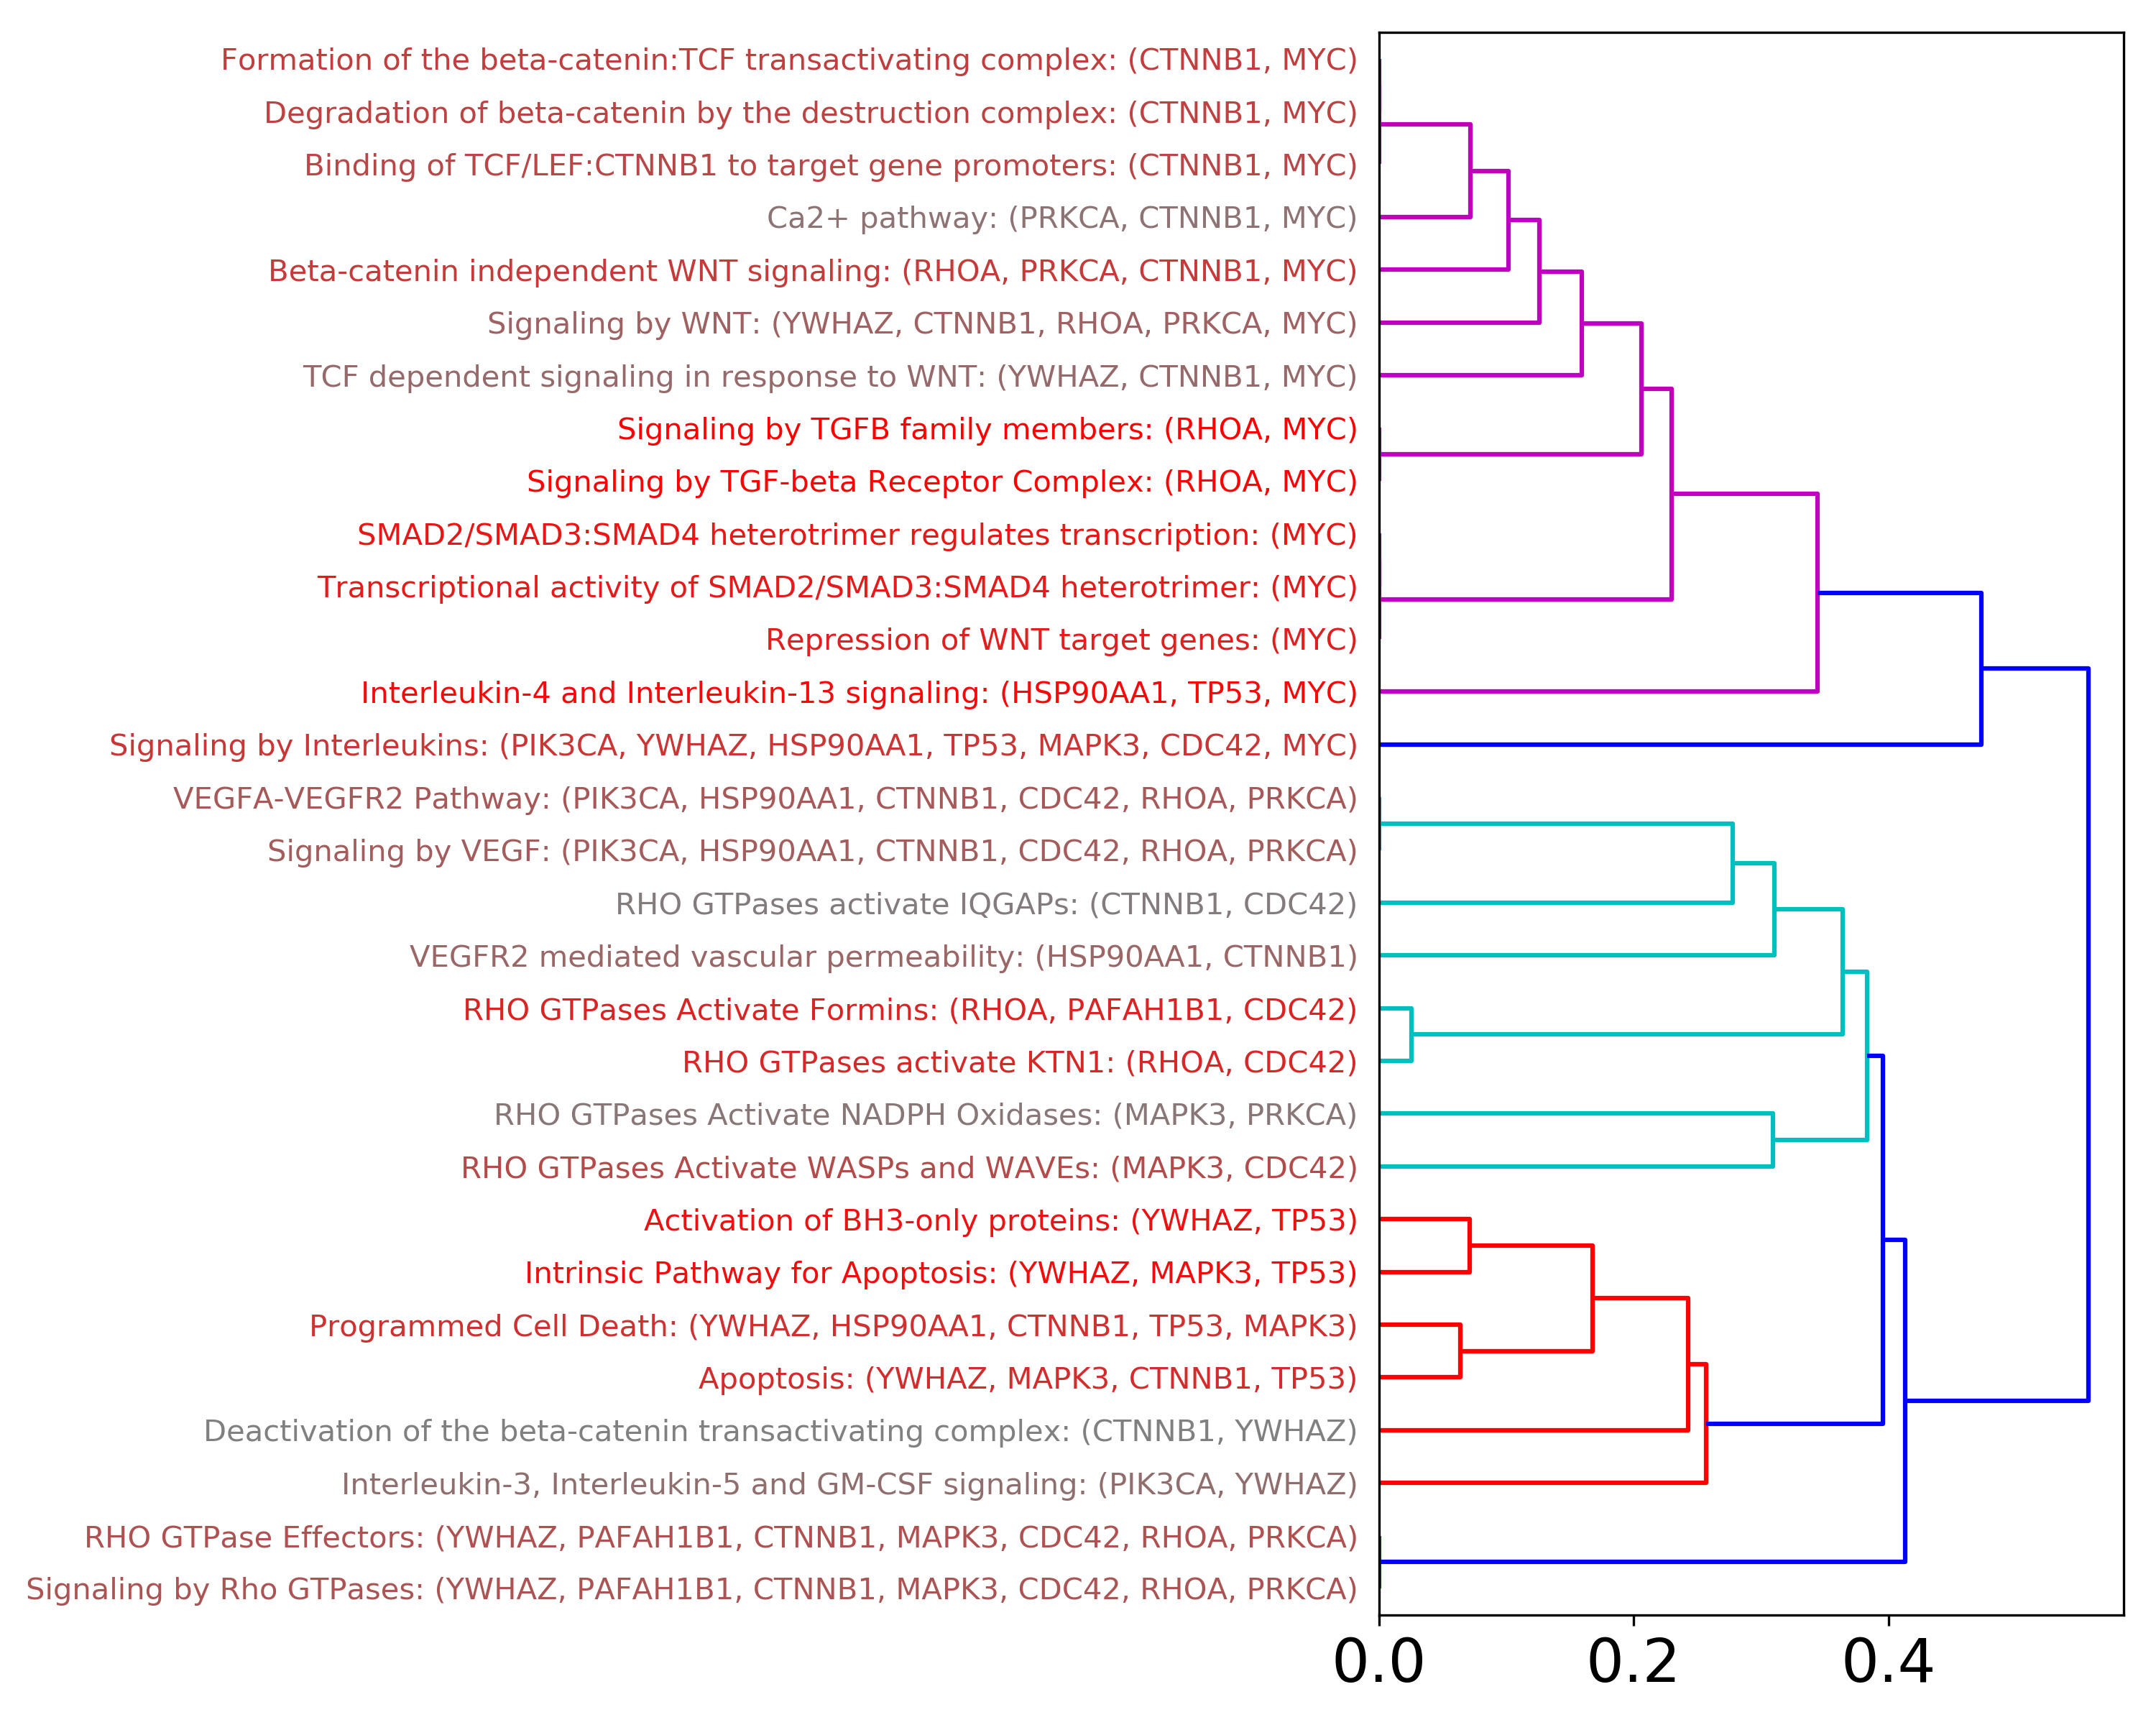 Formation of the beta-catenin:TCF transactivating complex: (CTNNB1, MYC)
Degradation of beta-catenin by the destruction complex: (CTNNB1, MYC)
Binding of TCF/LEF:CTNNB1 to target gene promoters: (CTNNB1, MYC)
Ca2+ pathway: (PRKCA, CTNNB1, MYC)
Beta-catenin independent WNT signaling: (RHOA, PRKCA, CTNNB1, MYC)
Signaling by WNT: (YWHAZ, CTNNB1, RHOA, PRKCA, MYC)
TCF dependent signaling in response to WNT: (YWHAZ, CTNNB1, MYC)
Signaling by TGFB family members: (RHOA, MYC)
Signaling by TGF-beta Receptor Complex: (RHOA, MYC)
SMAD2/SMAD3:SMAD4 heterotrimer regulates transcription: (MYC)
Transcriptional activity of SMAD2/SMAD3:SMAD4 heterotrimer: (MYC)
Repression of WNT target genes: (MYC)
Interleukin-4 and Interleukin-13 signaling: (HSP90AA1, TP53, MYC)
Signaling by Interleukins: (PIK3CA, YWHAZ, HSP90AA1, TP53, MAPK3, CDC42, MYC)
VEGFA-VEGFR2 Pathway: (PIK3CA, HSP90AA1, CTNNB1, CDC42, RHOA, PRKCA)
Signaling by VEGF: (PIK3CA, HSP90AA1, CTNNB1, CDC42, RHOA, PRKCA)
RHO GTPases activate IQGAPs: (CTNNB1, CDC42)
VEGFR2 mediated vascular permeability: (HSP90AA1, CTNNB1)
RHO GTPases Activate Formins: (RHOA, PAFAH1B1, CDC42)
RHO GTPases activate KTN1: (RHOA, CDC42)
RHO GTPases Activate NADPH Oxidases: (MAPK3, PRKCA)
RHO GTPases Activate WASPs and WAVEs: (MAPK3, CDC42)
Activation of BH3-only proteins: (YWHAZ, TP53)
Intrinsic Pathway for Apoptosis: (YWHAZ, MAPK3, TP53)
Programmed Cell Death: (YWHAZ, HSP90AA1, CTNNB1, TP53, MAPK3)
Apoptosis: (YWHAZ, MAPK3, CTNNB1, TP53)
Deactivation of the beta-catenin transactivating complex: (CTNNB1, YWHAZ)
Interleukin-3, Interleukin-5 and GM-CSF signaling: (PIK3CA, YWHAZ)
RHO GTPase Effectors: (YWHAZ, PAFAH1B1, CTNNB1, MAPK3, CDC42, RHOA, PRKCA)
Signaling by Rho GTPases: (YWHAZ, PAFAH1B1, CTNNB1, MAPK3, CDC42, RHOA, PRKCA)
0.0 0.2 0.4